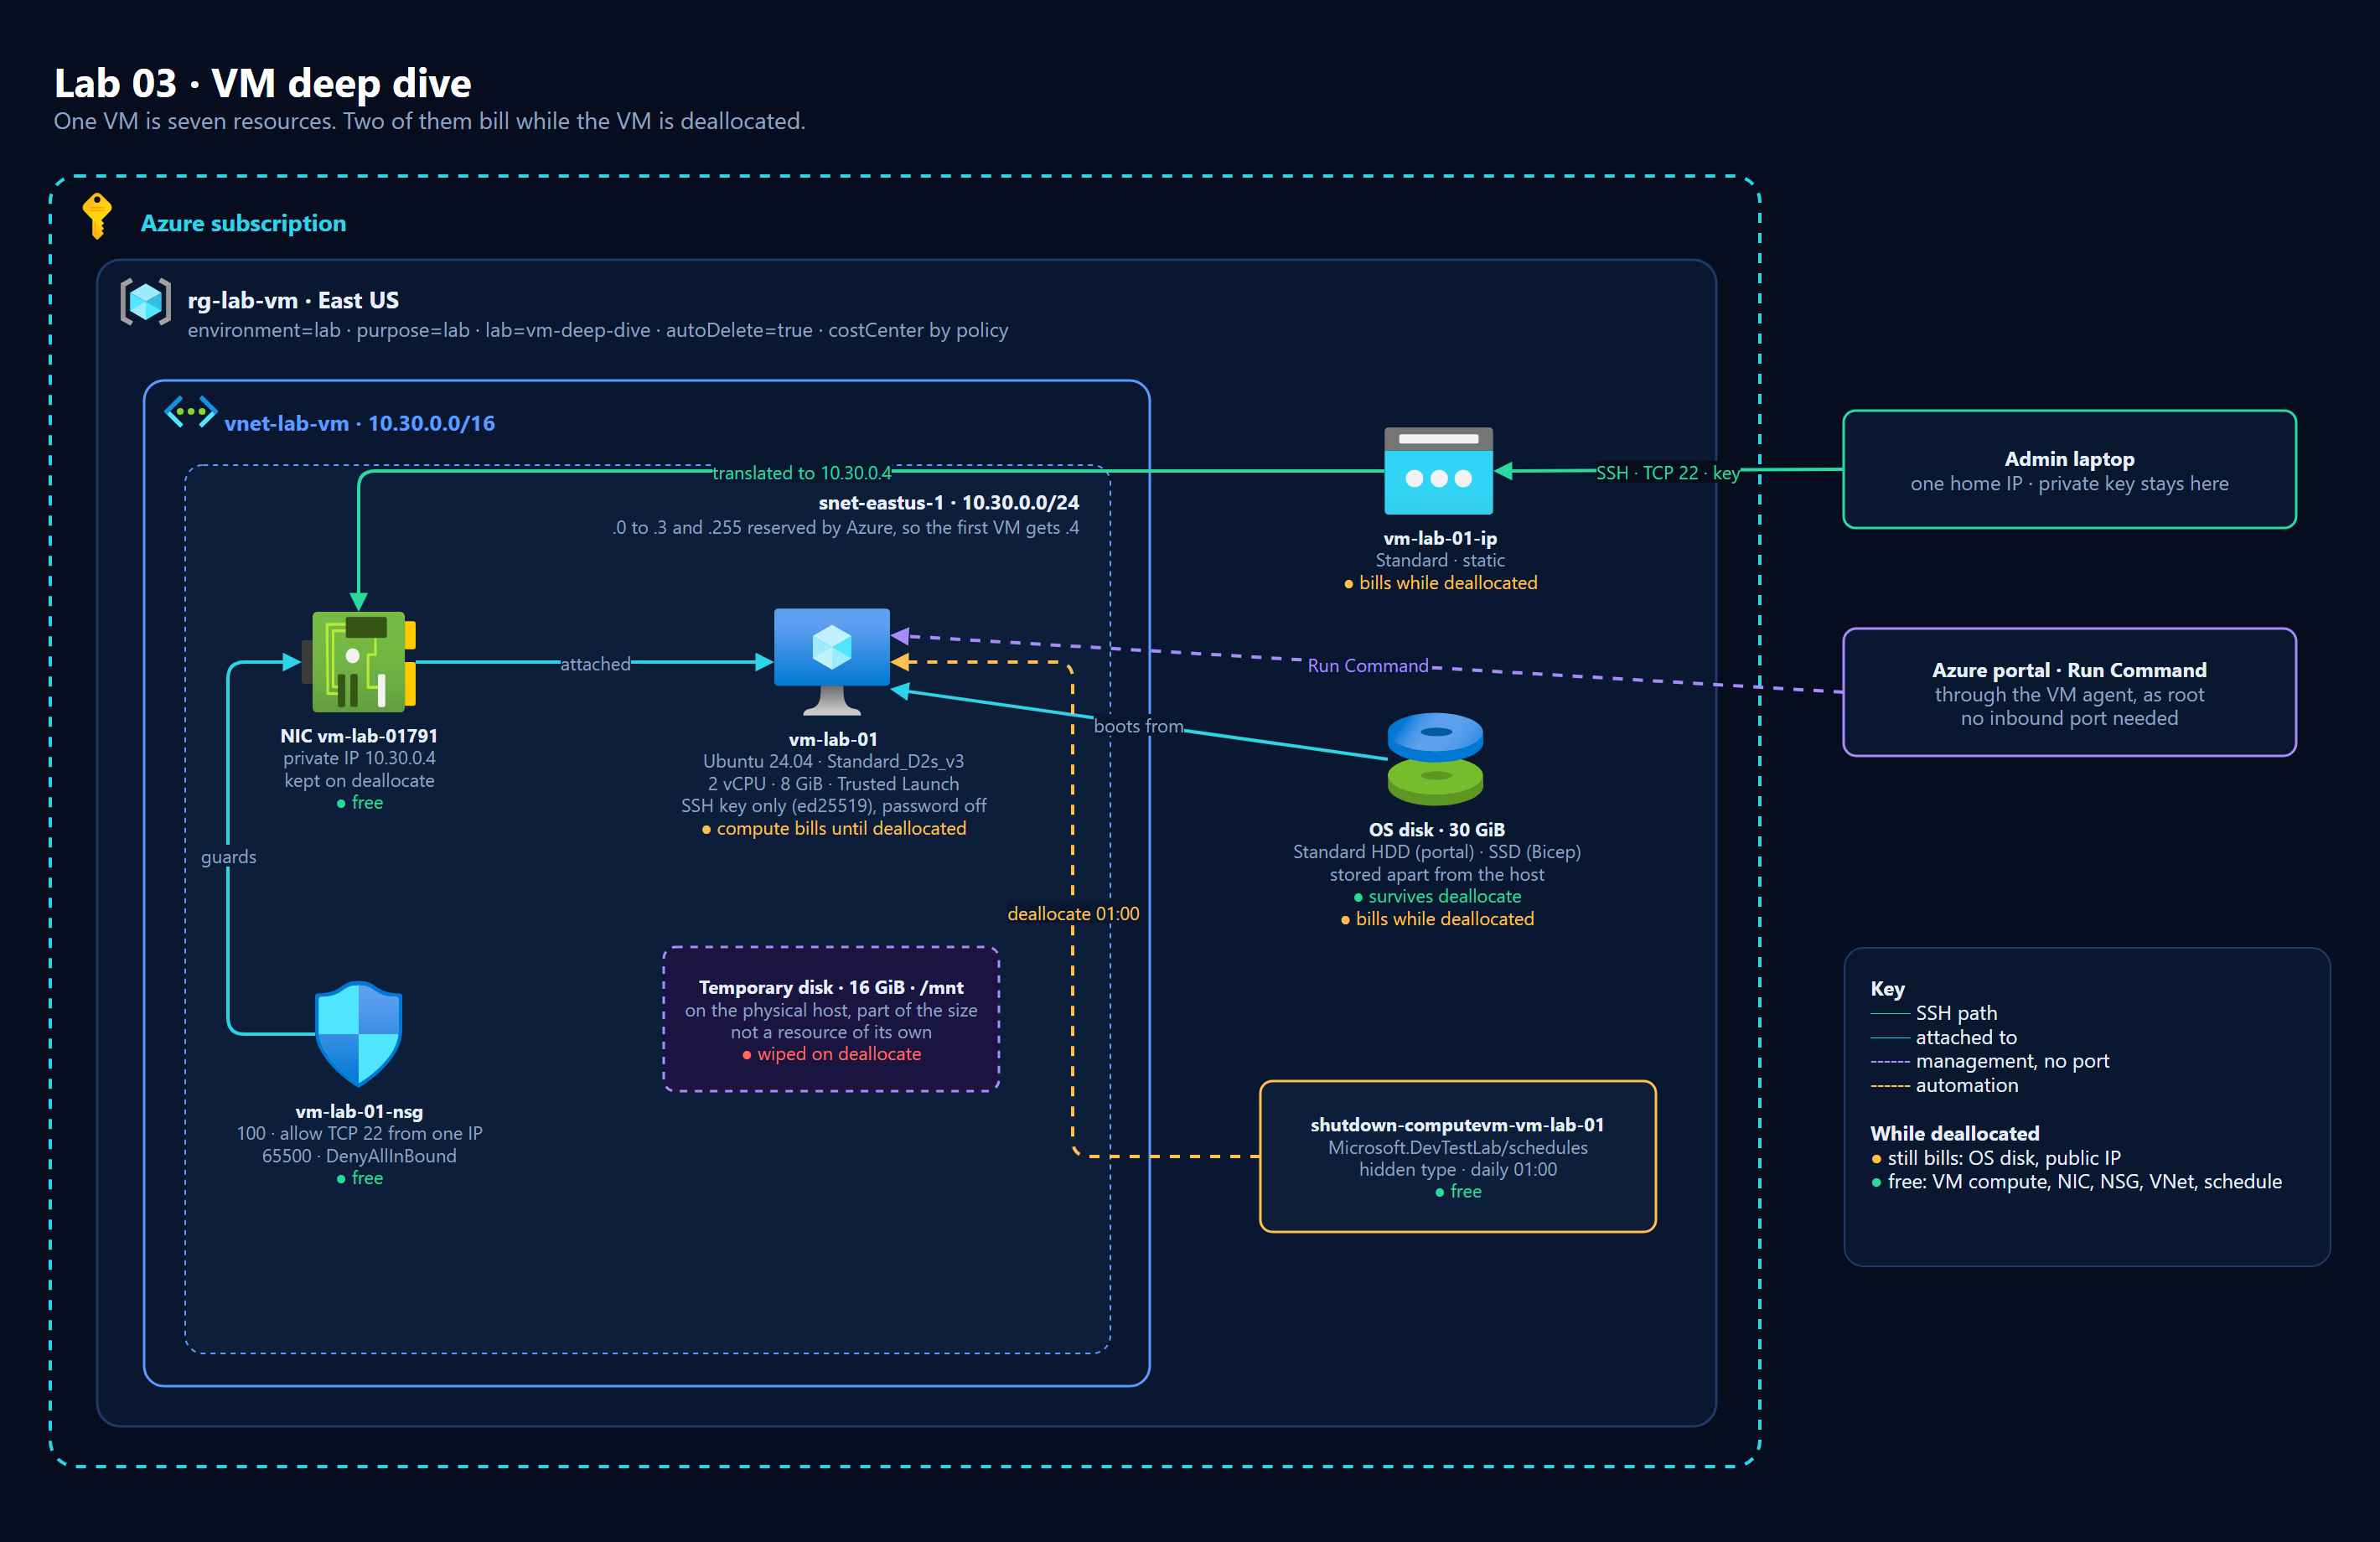 Lab 03 · VM deep dive
One VM is seven resources. Two of them bill while the VM is deallocated.
Azure subscription
rg-lab-vm · East US
environment=lab · purpose=lab · lab=vm-deep-dive · autoDelete=true · costCenter by policy
vnet-lab-vm · 10.30.0.0/16
translated to 10.30.0.4
SSH · TCP 22 · key
snet-eastus-1 · 10.30.0.0/24
.0 to .3 and .255 reserved by Azure, so the first VM gets .4
vm-lab-01-ip
Standard · static
● bills while deallocated
Admin laptop
one home IP · private key stays here
attached
Run Command
Azure portal · Run Command
through the VM agent, as root
no inbound port needed
boots from
NIC vm-lab-01791
private IP 10.30.0.4
kept on deallocate
● free
vm-lab-01
Ubuntu 24.04 · Standard_D2s_v3
2 vCPU · 8 GiB · Trusted Launch
SSH key only (ed25519), password off
● compute bills until deallocated
OS disk · 30 GiB
Standard HDD (portal) · SSD (Bicep)
stored apart from the host
● survives deallocate
● bills while deallocated
guards
deallocate 01:00
Temporary disk · 16 GiB · /mnt
on the physical host, part of the size
not a resource of its own
● wiped on deallocate
vm-lab-01-nsg
100 · allow TCP 22 from one IP
65500 · DenyAllInBound
● free
shutdown-computevm-vm-lab-01
Microsoft.DevTestLab/schedules
hidden type · daily 01:00
● free
Key
SSH path
attached to
management, no port
automation
While deallocated
● still bills: OS disk, public IP
● free: VM compute, NIC, NSG, VNet, schedule